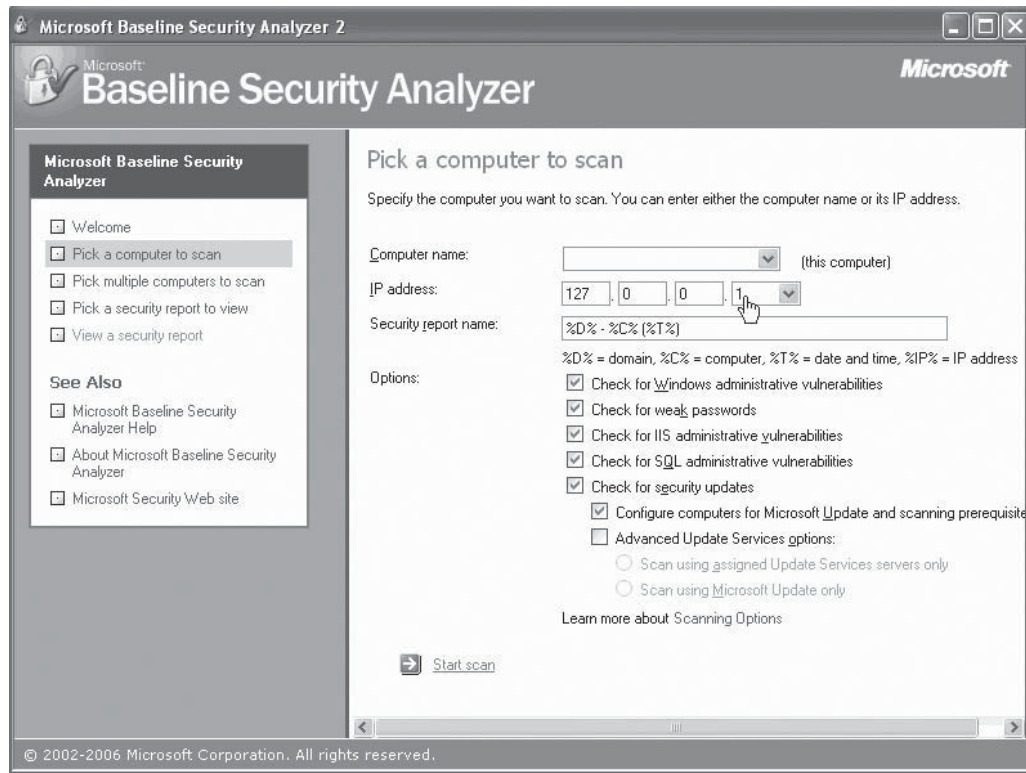 Microsoft Baseline Security Analyzer 2
Microsoft
Baseline Security Analyzer
Microsoft
Microsoft Baseline Security
Analyzer
Welcome
Pick a computer to scan
Pick multiple computers to scan
Pick a security report to view
View a security report
See Also
Microsoft Baseline Security
Analyzer Help
About Microsoft Baseline Security
Analyzer
Microsoft Security Web site
Pick a computer to scan
Specify the computer you want to scan. You can enter either the computer name or its IP address.
Computer name:
(this computer)
IP address:
127 . 0 . 0 . 1
Security report name:
%D% - %C% (%T%)
%D% = domain, %C% = computer, %T% = date and time, %IP% = IP address
Options:
Check for Windows administrative vulnerabilities
Check for weak passwords
Check for IIS administrative vulnerabilities
Check for SQL administrative vulnerabilities
Check for security updates
Configure computers for Microsoft Update and scanning prerequisite
Advanced Update Services options:
Scan using assigned Update Services servers only
Scan using Microsoft Update only
Learn more about Scanning Options
Start scan
© 2002-2006 Microsoft Corporation. All rights reserved.